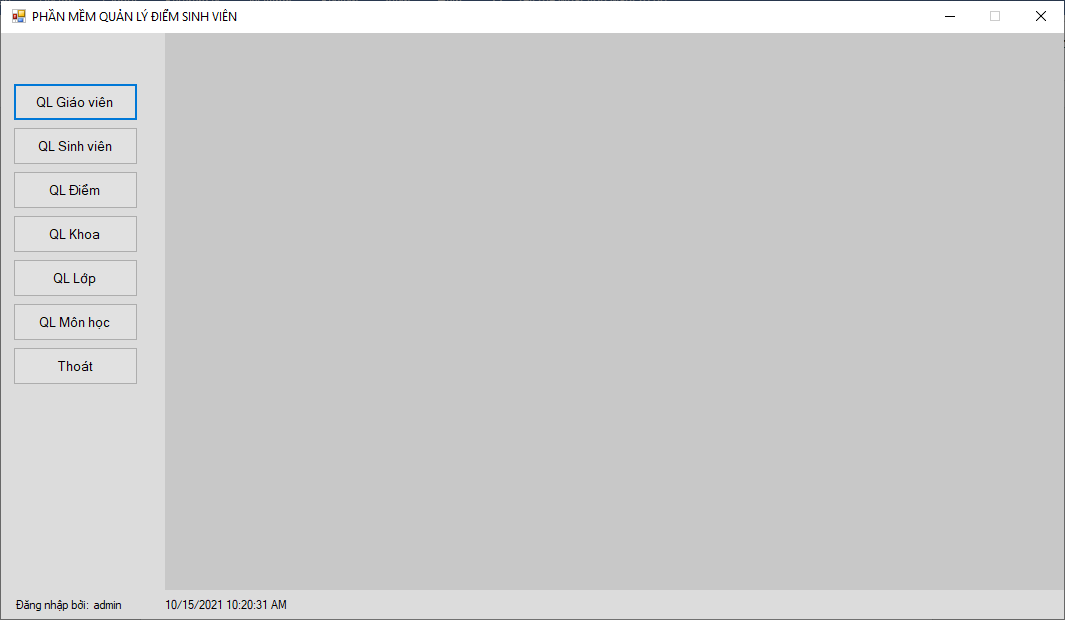 PHẦN MỀM QUẢN LÝ ĐIỂM SINH VIÊN
QL Giáo viên
QL Sinh viên
QL Điểm
QL Khoa
QL Lớp
QL Môn học
Thoát
Đăng nhập bởi: admin
10/15/2021 10:20:31 AM